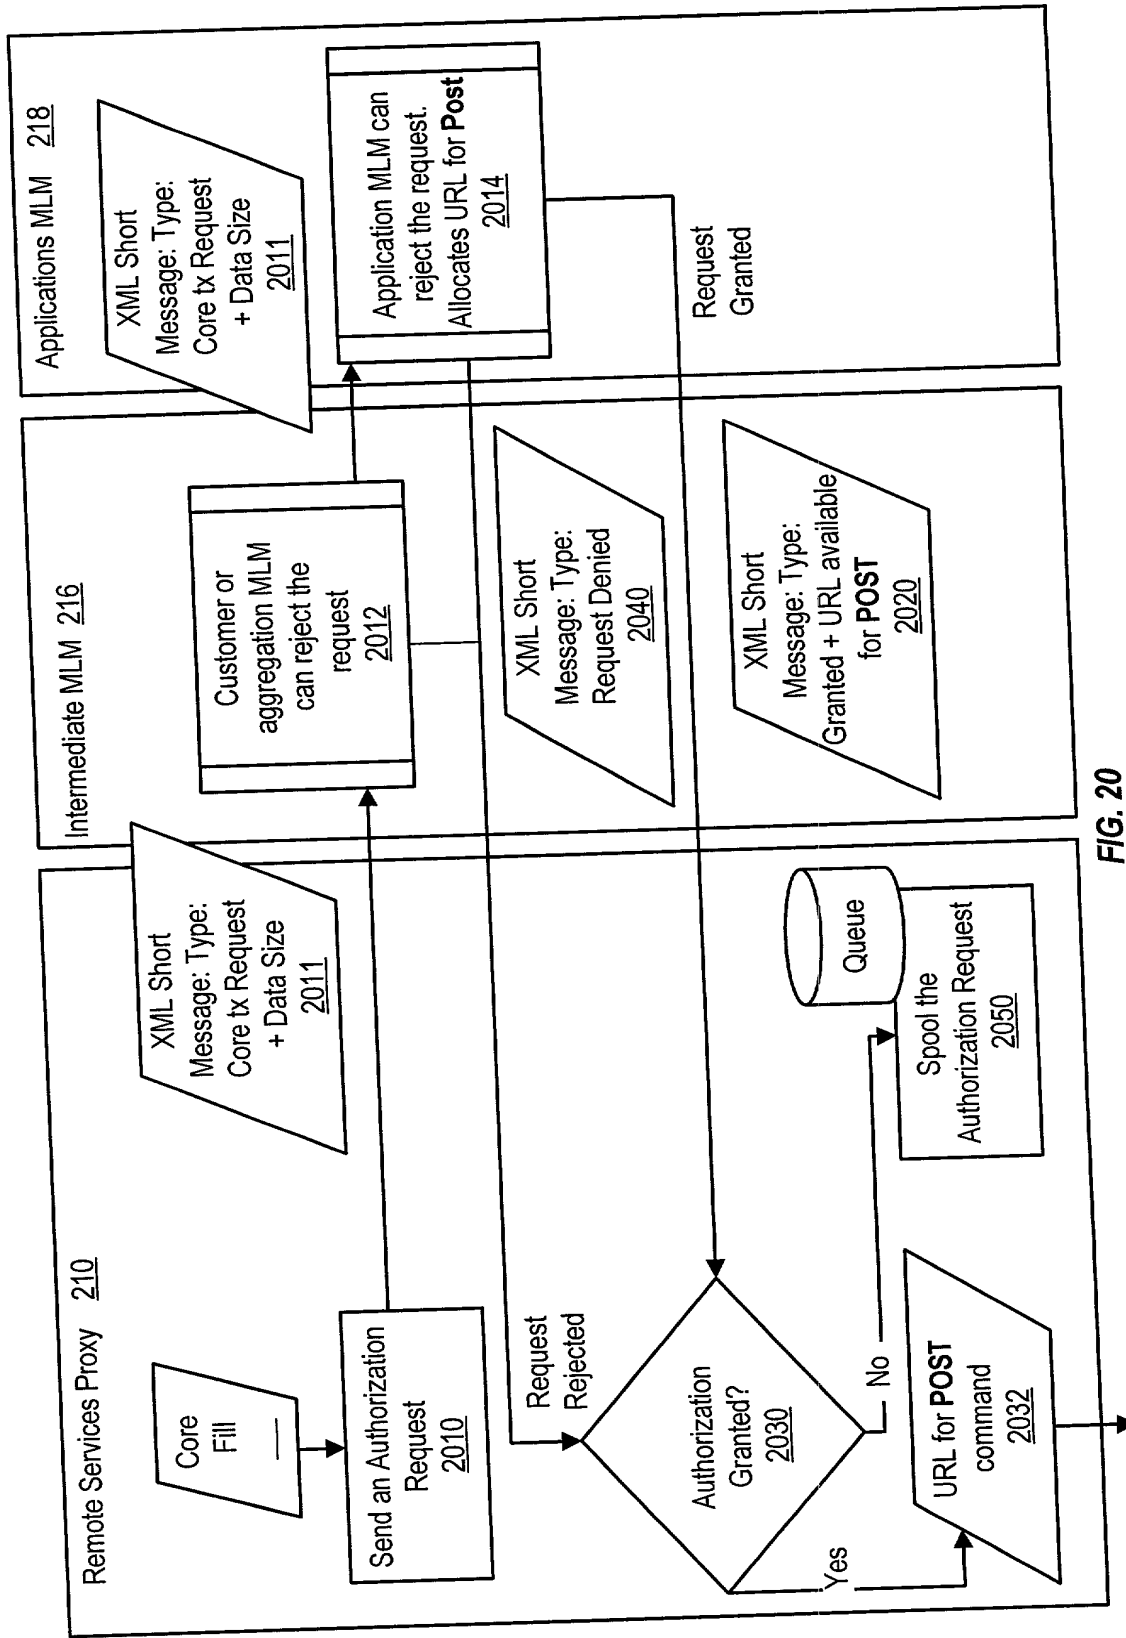 Remote Services Proxy 210
Core
Fill
Send an Authorization
Request
2010
XML Short
Message: Type:
Core tx Request
+ Data Size
2011
Request
Rejected
Authorization
Granted?
2030
Yes
No
URL for POST
command
2032
Queue
Spool the
Authorization Request
2050
Intermediate MLM 216
Customer or
aggregation MLM
can reject the
request
2012
XML Short
Message: Type:
Request Denied
2040
XML Short
Message: Type:
Granted + URL available
for POST
2020
Applications MLM 218
XML Short
Message: Type:
Core tx Request
+ Data Size
2011
Application MLM can
reject the request.
Allocates URL for Post
2014
Request
Granted
FIG. 20